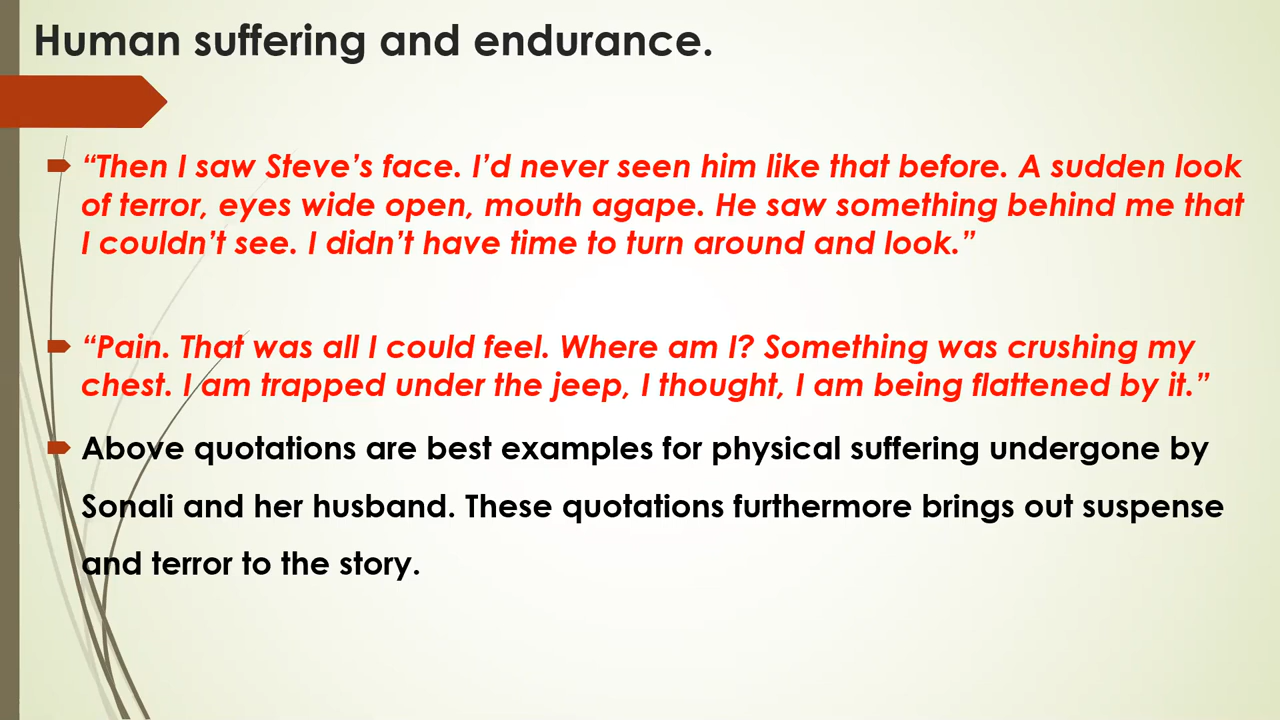 Human suffering and endurance.
“Then I saw Steve’s face. I’d never seen him like that before. A sudden look
of terror, eyes wide open, mouth agape. He saw something behind me that
I couldn’t see. I didn’t have time to turn around and look.”
“Pain. That was all I could feel. Where am I? Something was crushing my
chest. I am trapped under the jeep, I thought, I am being flattened by it.”
Above quotations are best examples for physical suffering undergone by
Sonali and her husband. These quotations furthermore brings out suspense
and terror to the story.